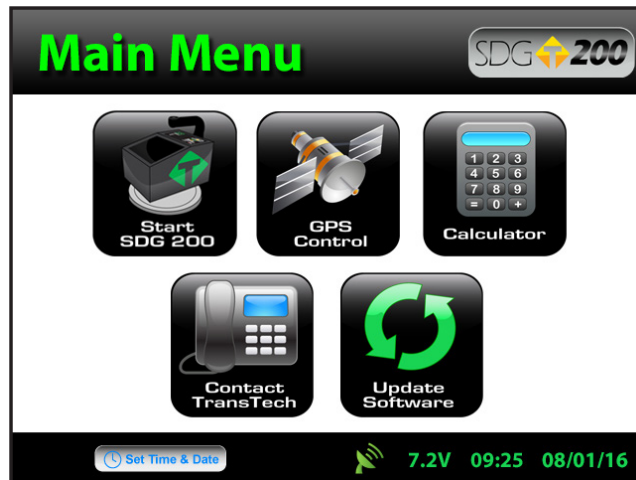 Main Menu
SDG 200
Start
SDG 200
GPS
Control
1 2 3
4 5 6
7 8 9
= 0 +
Calculator
Contact
TransTech
Update
Software
Set Time & Date
7.2V 09:25 08/01/16